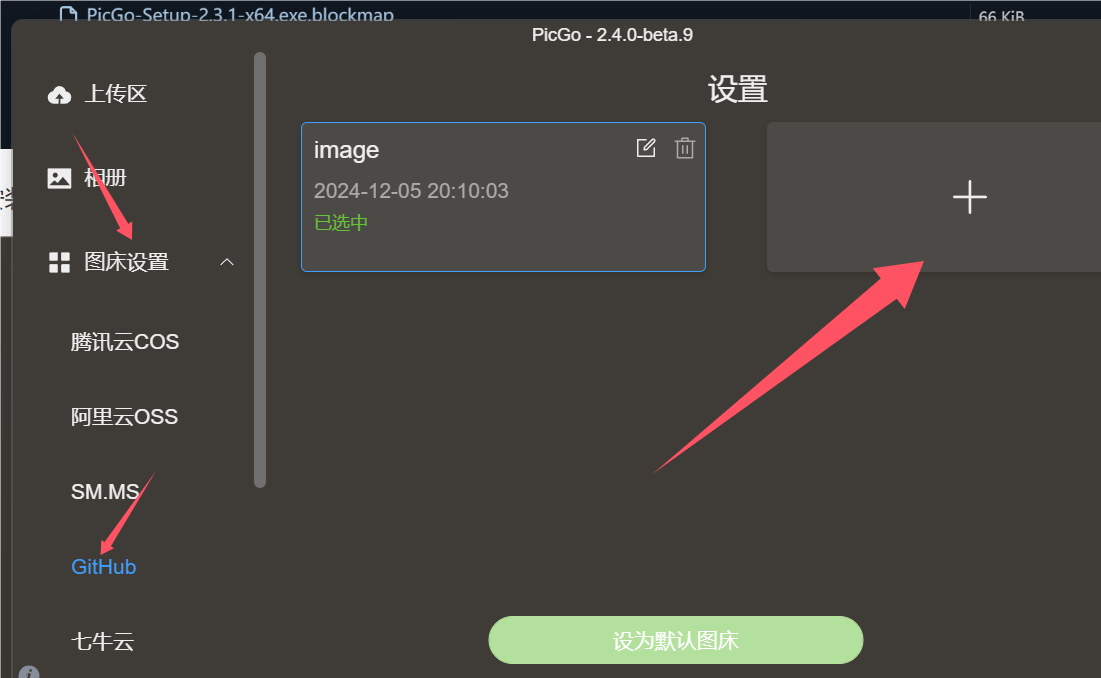 PicGo-Setup-2.3.1-x64.exe.blockmap
66 KiB
PicGo - 2.4.0-beta.9
上传区
相册
图床设置
腾讯云COS
阿里云OSS
SM.MS
GitHub
七牛云
设置
image
2024-12-05 20:10:03
已选中
设为默认图床